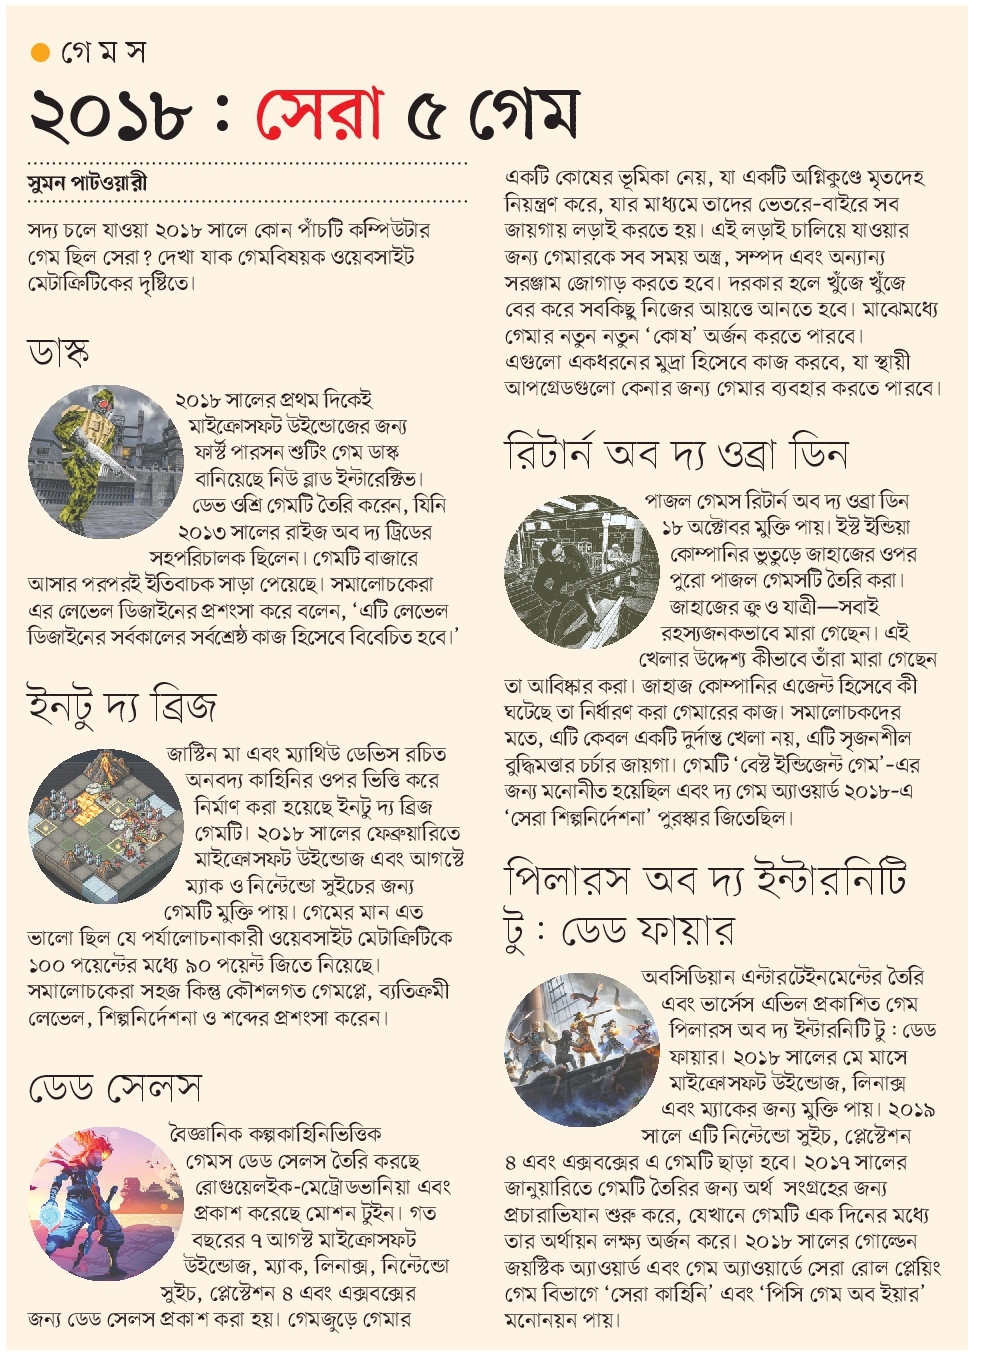 গেমস
২০১৮ : সেরা ৫ গেম
সুমন পাটওয়ারী
সদ্য চলে যাওয়া ২০১৮ সালে কোন পাঁচটি কম্পিউটার
গেম ছিল সেরা? দেখা যাক গেমবিষয়ক ওয়েবসাইট
মেটাক্রিটিকের দৃষ্টিতে।
ডাস্ক
২০১৮ সালের প্রথম দিকেই
মাইক্রোসফট উইন্ডোজের জন্য
ফার্স্ট পারসন শুটিং গেম ডাস্ক
বানিয়েছে নিউ ব্লাড ইন্টারেক্টিভ।
ডেভ ওশ্রি গেমটি তৈরি করেন, যিনি
২০১৩ সালের রাইজ অব দ্য ট্রিডের
সহপরিচালক ছিলেন। গেমটি বাজারে
আসার পরপরই ইতিবাচক সাড়া পেয়েছে। সমালোচকেরা
এর লেভেল ডিজাইনের প্রশংসা করে বলেন, ‘এটি লেভেল
ডিজাইনের সর্বকালের সর্বশ্রেষ্ঠ কাজ হিসেবে বিবেচিত হবে।’
ইনটু দ্য ব্রিজ
জাস্টিন মা এবং ম্যাথিউ ডেভিস রচিত
অনবদ্য কাহিনির ওপর ভিত্তি করে
নির্মাণ করা হয়েছে ইনটু দ্য ব্রিজ
গেমটি। ২০১৮ সালের ফেব্রুয়ারিতে
মাইক্রোসফট উইন্ডোজ এবং আগস্টে
ম্যাক ও নিন্টেন্ডো সুইচের জন্য
গেমটি মুক্তি পায়। গেমের মান এত
ভালো ছিল যে পর্যালোচনাকারী ওয়েবসাইট মেটাক্রিটিকে
১০০ পয়েন্টের মধ্যে ৯০ পয়েন্ট জিতে নিয়েছে।
সমালোচকেরা সহজ কিন্তু কৌশলগত গেমপ্লে, ব্যতিক্রমী
লেভেল, শিল্পনির্দেশনা ও শব্দের প্রশংসা করেন।
ডেড সেলস
বৈজ্ঞানিক কল্পকাহিনিভিত্তিক
গেমস ডেড সেলস তৈরি করছে
রোগুয়েলইক-মেট্রোডভানিয়া এবং
প্রকাশ করেছে মোশন টুইন। গত
বছরের ৭ আগস্ট মাইক্রোসফট
উইন্ডোজ, ম্যাক, লিনাক্স, নিন্টেন্ডো
সুইচ, প্লেস্টেশন ৪ এবং এক্সবক্সের
জন্য ডেড সেলস প্রকাশ করা হয়। গেমজুড়ে গেমার
একটি কোষের ভূমিকা নেয়, যা একটি অগ্নিকুণ্ডে মৃতদেহ
নিয়ন্ত্রণ করে, যার মাধ্যমে তাদের ভেতরে-বাইরে সব
জায়গায় লড়াই করতে হয়। এই লড়াই চালিয়ে যাওয়ার
জন্য গেমারকে সব সময় অস্ত্র, সম্পদ এবং অন্যান্য
সরঞ্জাম জোগাড় করতে হবে। দরকার হলে খুঁজে খুঁজে
বের করে সবকিছু নিজের আয়ত্তে আনতে হবে। মাঝেমধ্যে
গেমার নতুন নতুন ‘কোষ’ অর্জন করতে পারবে।
এগুলো একধরনের মুদ্রা হিসেবে কাজ করবে, যা স্থায়ী
আপগ্রেডগুলো কেনার জন্য গেমার ব্যবহার করতে পারবে।
রিটার্ন অব দ্য ওব্রা ডিন
পাজল গেমস রিটার্ন অব দ্য ওব্রা ডিন
১৮ অক্টোবর মুক্তি পায়। ইস্ট ইন্ডিয়া
কোম্পানির ভুতুড়ে জাহাজের ওপর
পুরো পাজল গেমসটি তৈরি করা।
জাহাজের ক্রু ও যাত্রী—সবাই
রহস্যজনকভাবে মারা গেছেন। এই
খেলার উদ্দেশ্য কীভাবে তাঁরা মারা গেছেন
তা আবিষ্কার করা। জাহাজ কোম্পানির এজেন্ট হিসেবে কী
ঘটেছে তা নির্ধারণ করা গেমারের কাজ। সমালোচকদের
মতে, এটি কেবল একটি দুর্দান্ত খেলা নয়, এটি সৃজনশীল
বুদ্ধিমত্তার চর্চার জায়গা। গেমটি ‘বেস্ট ইন্ডিজেন্ট গেম’-এর
জন্য মনোনীত হয়েছিল এবং দ্য গেম অ্যাওয়ার্ড ২০১৮-এ
‘সেরা শিল্পনির্দেশনা’ পুরস্কার জিতেছিল।
পিলারস অব দ্য ইন্টারনিটি
টু : ডেড ফায়ার
অবসিডিয়ান এন্টারটেইনমেন্টের তৈরি
এবং ভার্সেস এভিল প্রকাশিত গেম
পিলারস অব দ্য ইন্টারনিটি টু : ডেড
ফায়ার। ২০১৮ সালের মে মাসে
মাইক্রোসফট উইন্ডোজ, লিনাক্স
এবং ম্যাকের জন্য মুক্তি পায়। ২০১৯
সালে এটি নিন্টেন্ডো সুইচ, প্লেস্টেশন
৪ এবং এক্সবক্সের এ গেমটি ছাড়া হবে। ২০১৭ সালের
জানুয়ারিতে গেমটি তৈরির জন্য অর্থ সংগ্রহের জন্য
প্রচারাভিযান শুরু করে, যেখানে গেমটি এক দিনের মধ্যে
তার অর্থায়ন লক্ষ্য অর্জন করে। ২০১৮ সালের গোল্ডেন
জয়স্টিক অ্যাওয়ার্ড এবং গেম অ্যাওয়ার্ডে সেরা রোল প্লেয়িং
গেম বিভাগে ‘সেরা কাহিনি’ এবং ‘পিসি গেম অব ইয়ার’
মনোনয়ন পায়।